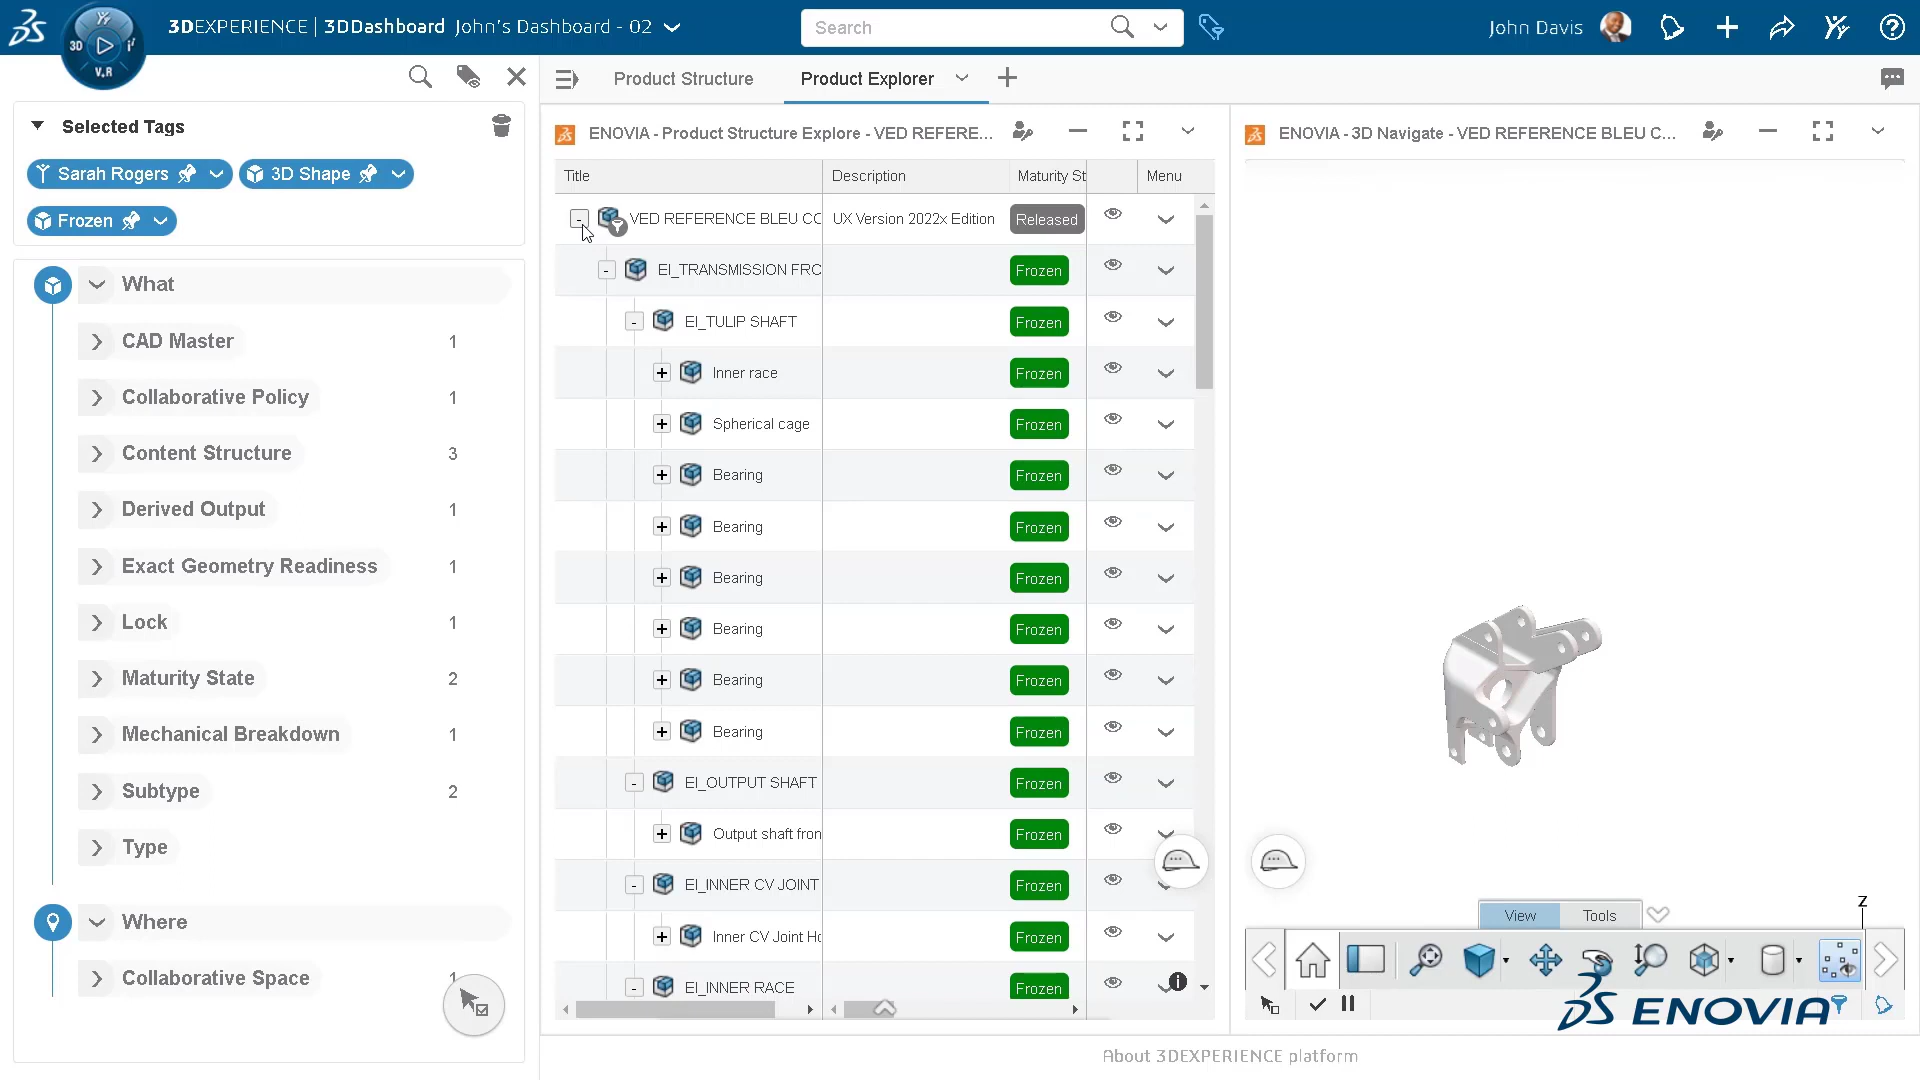 3DEXPERIENCE | 3DDashboard John's Dashboard - 02
Search
John Davis
3D
V.R
Selected Tags
Sarah Rogers
3D Shape
Frozen
What
CAD Master 1
Collaborative Policy 1
Content Structure 3
Derived Output 1
Exact Geometry Readiness 1
Lock 1
Maturity State 2
Mechanical Breakdown 1
Subtype 2
Type
Where
Collaborative Space 1
Product Structure
Product Explorer
ENOVIA - Product Structure Explore - VED REFERE...
Title Description Maturity St Menu
VED REFERENCE BLEU CO UX Version 2022x Edition Released
EI_TRANSMISSION FRO Frozen
EI_TULIP SHAFT Frozen
Inner race Frozen
Spherical cage Frozen
Bearing Frozen
Bearing Frozen
Bearing Frozen
Bearing Frozen
Bearing Frozen
Bearing Frozen
EI_OUTPUT SHAFT Frozen
Output shaft fron Frozen
EI_INNER CV JOINT Frozen
Inner CV Joint Ho Frozen
EI_INNER RACE Frozen
ENOVIA - 3D Navigate - VED REFERENCE BLEU C...
Z
View Tools
ENOVIA
About 3DEXPERIENCE platform